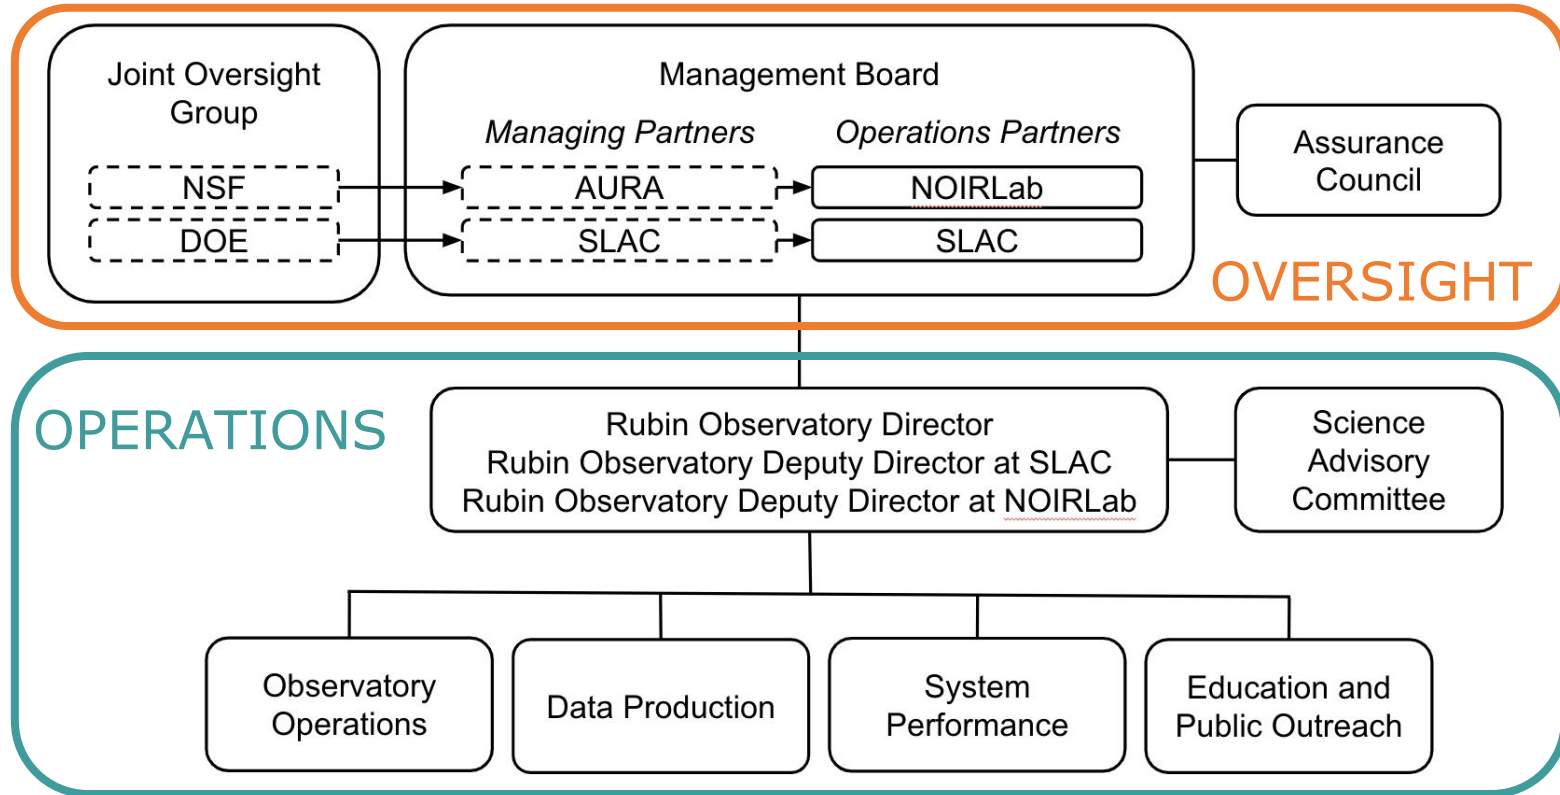 Joint Oversight
Group
NSF
DOE
Management Board
Managing Partners
Operations Partners
AURA
NOIRLab
SLAC
SLAC
Assurance
Council
OVERSIGHT
OPERATIONS
Rubin Observatory Director
Rubin Observatory Deputy Director at SLAC
Rubin Observatory Deputy Director at NOIRLab
Science
Advisory
Committee
Observatory
Operations
Data Production
System
Performance
Education and
Public Outreach